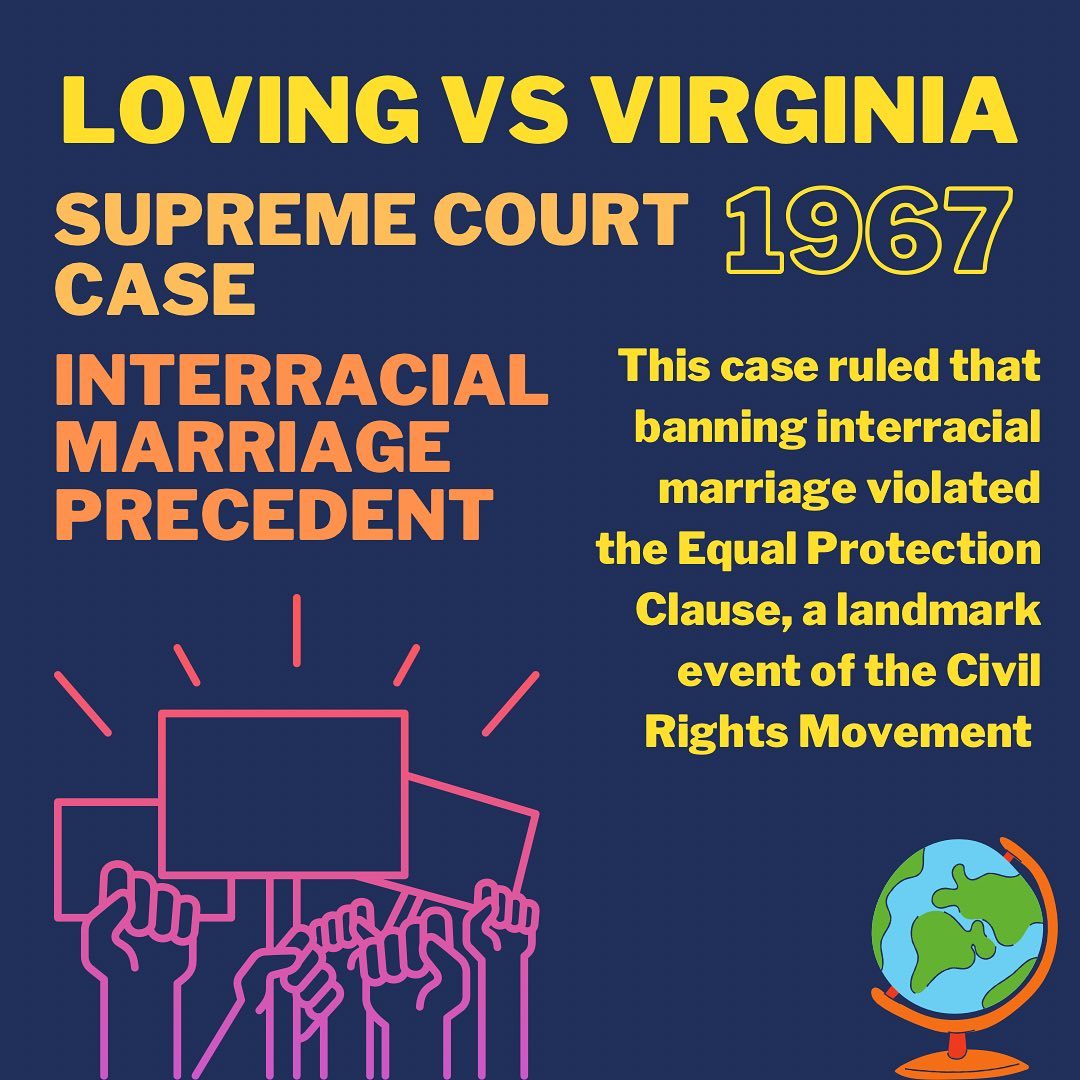 LOVING VS VIRGINIA
SUPREME COURT
CASE
1967
INTERRACIAL
MARRIAGE
PRECEDENT
This case ruled that
banning interracial
marriage violated
the Equal Protection
Clause, a landmark
event of the Civil
Rights Movement